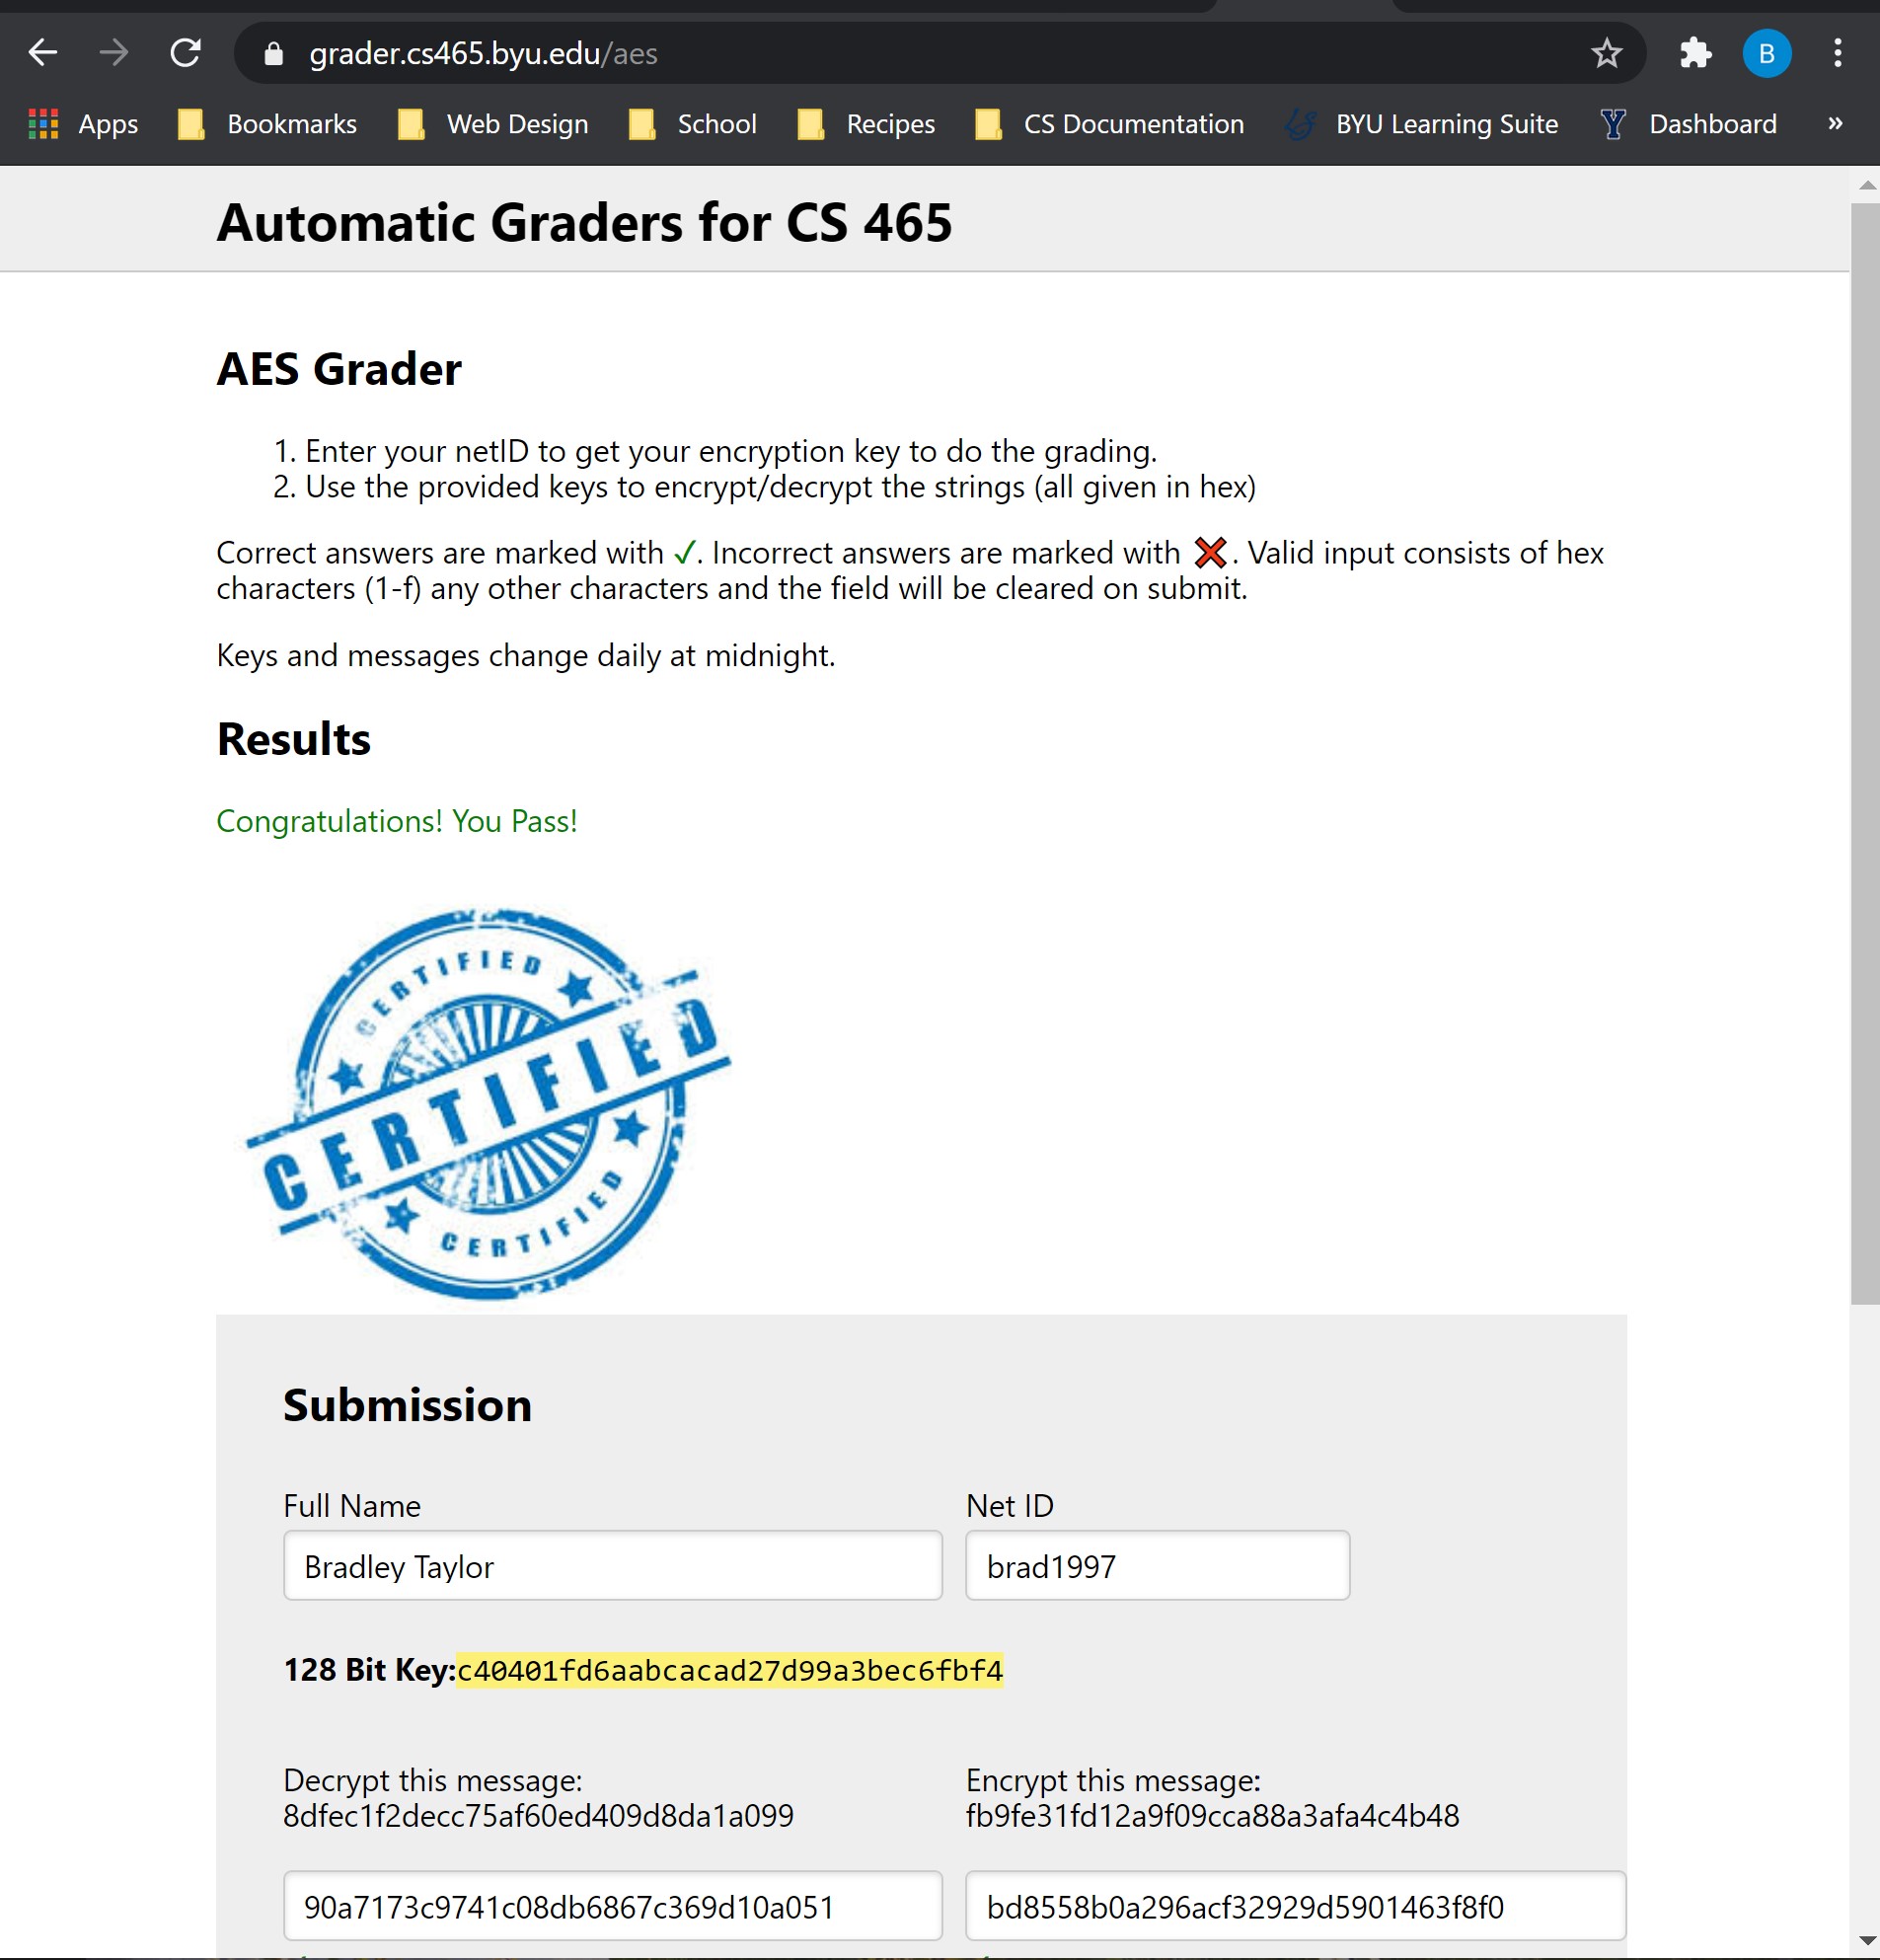 grader.cs465.byu.edu/aes
B
Apps Bookmarks Web Design School Recipes CS Documentation BYU Learning Suite Dashboard »
Automatic Graders for CS 465
AES Grader
1. Enter your netID to get your encryption key to do the grading.
2. Use the provided keys to encrypt/decrypt the strings (all given in hex)
Correct answers are marked with ✓. Incorrect answers are marked with ❌. Valid input consists of hex
characters (1-f) any other characters and the field will be cleared on submit.
Keys and messages change daily at midnight.
Results
Congratulations! You Pass!
CERTIFIED
CERTIFIED
CERTIFIED
Submission
Full Name Net ID
Bradley Taylor brad1997
128 Bit Key:c40401fd6aabcacad27d99a3bec6fbf4
Decrypt this message: Encrypt this message:
8dfec1f2decc75af60ed409d8da1a099 fb9fe31fd12a9f09cca88a3afa4c4b48
90a7173c9741c08db6867c369d10a051 bd8558b0a296acf32929d5901463f8f0